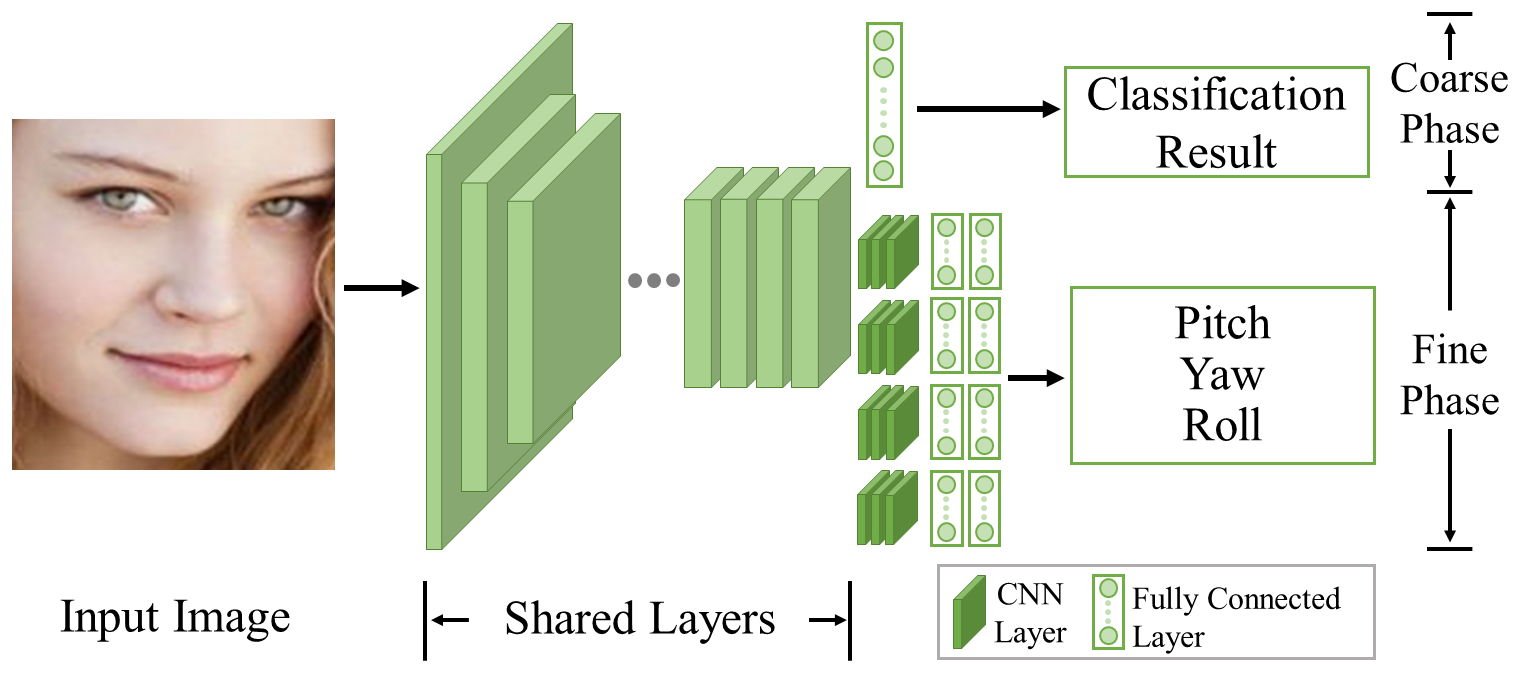 Classification
Result
Coarse
Phase
Pitch
Yaw
Roll
Fine
Phase
Input Image
Shared Layers
CNN
Layer
Fully Connected
Layer